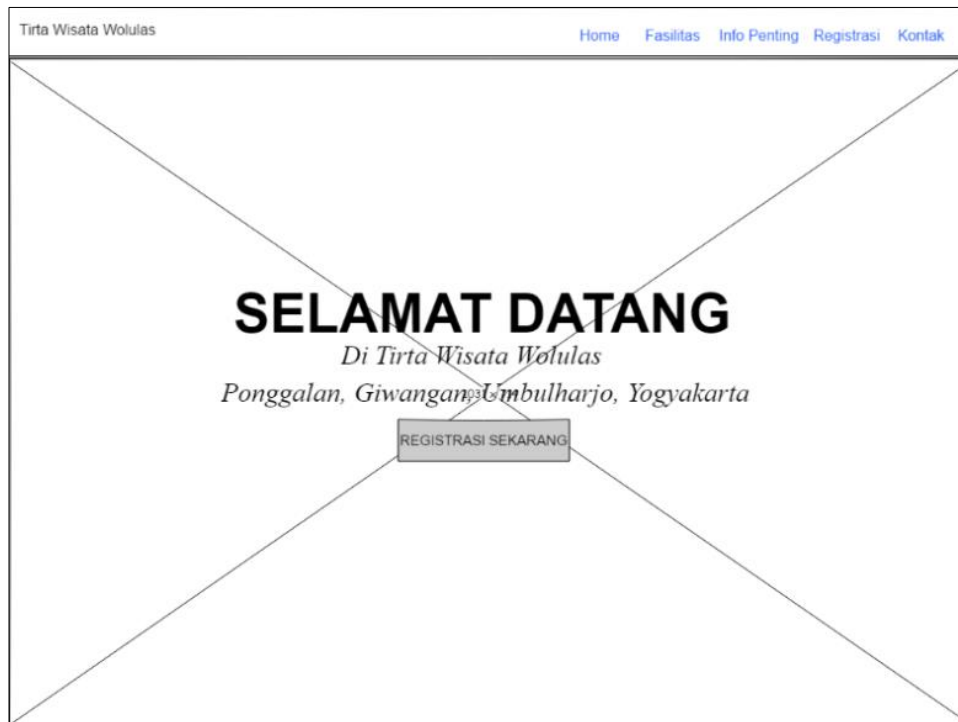 Tirta Wisata Wolulas
Home Fasilitas Info Penting Registrasi Kontak
SELAMAT DATANG
Di Tirta Wisata Wolulas
Ponggalan, Giwangan, Umbulharjo, Yogyakarta
REGISTRASI SEKARANG